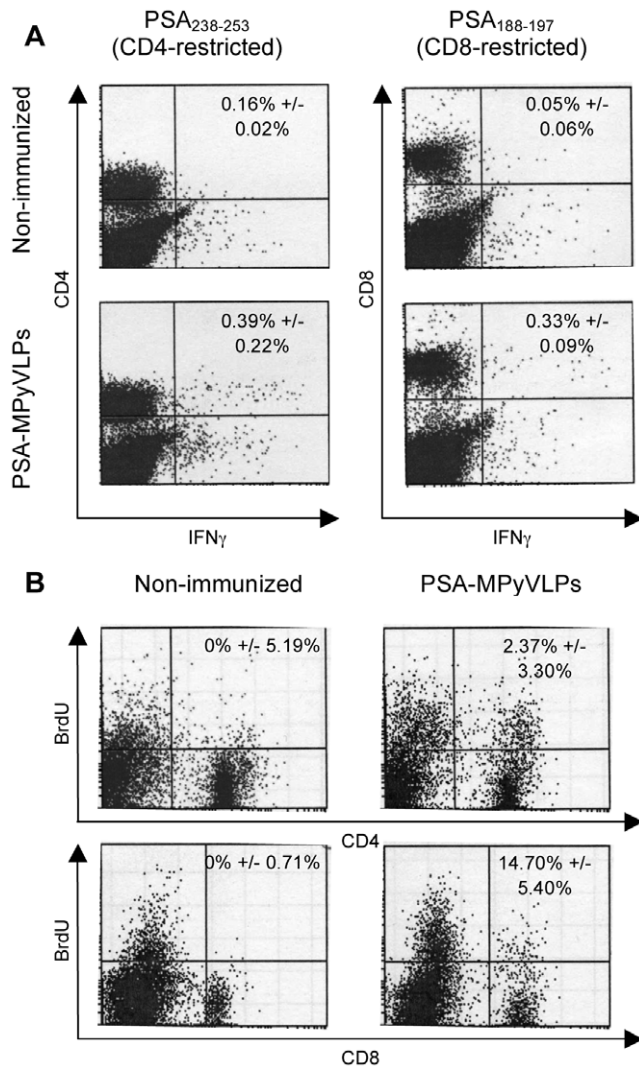 A
PSA238-253
(CD4-restricted)
PSA188-197
(CD8-restricted)
Non-immunized
0.16% +/-
0.02%
0.05% +/-
0.06%
CD4
CD8
PSA-MPyVLPs
0.39% +/-
0.22%
0.33% +/-
0.09%
IFNγ
IFNγ
B
Non-immunized
PSA-MPyVLPs
BrdU
0% +/- 5.19%
2.37% +/-
3.30%
CD4
BrdU
0% +/- 0.71%
14.70% +/-
5.40%
CD8